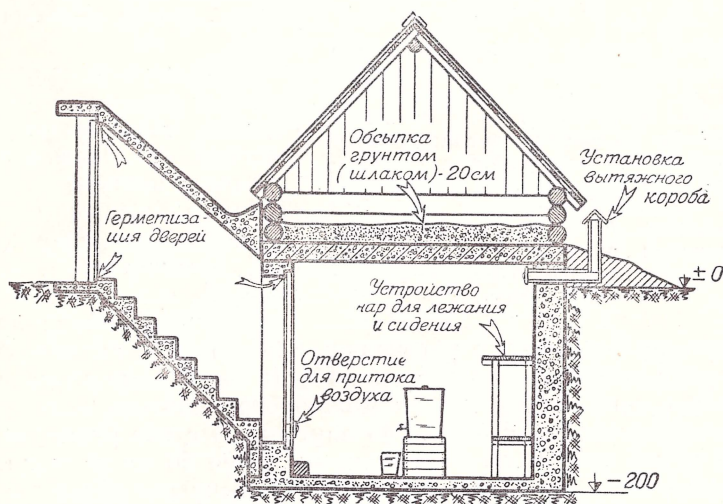 Обсыпка
грунтом
(шлаком)-20см
Установка
вытяжного
короба
Герметиза-
ция дверей
±0
Устройство
нар для лежания
и сидения
Отверстие
для притока
воздуха
-200